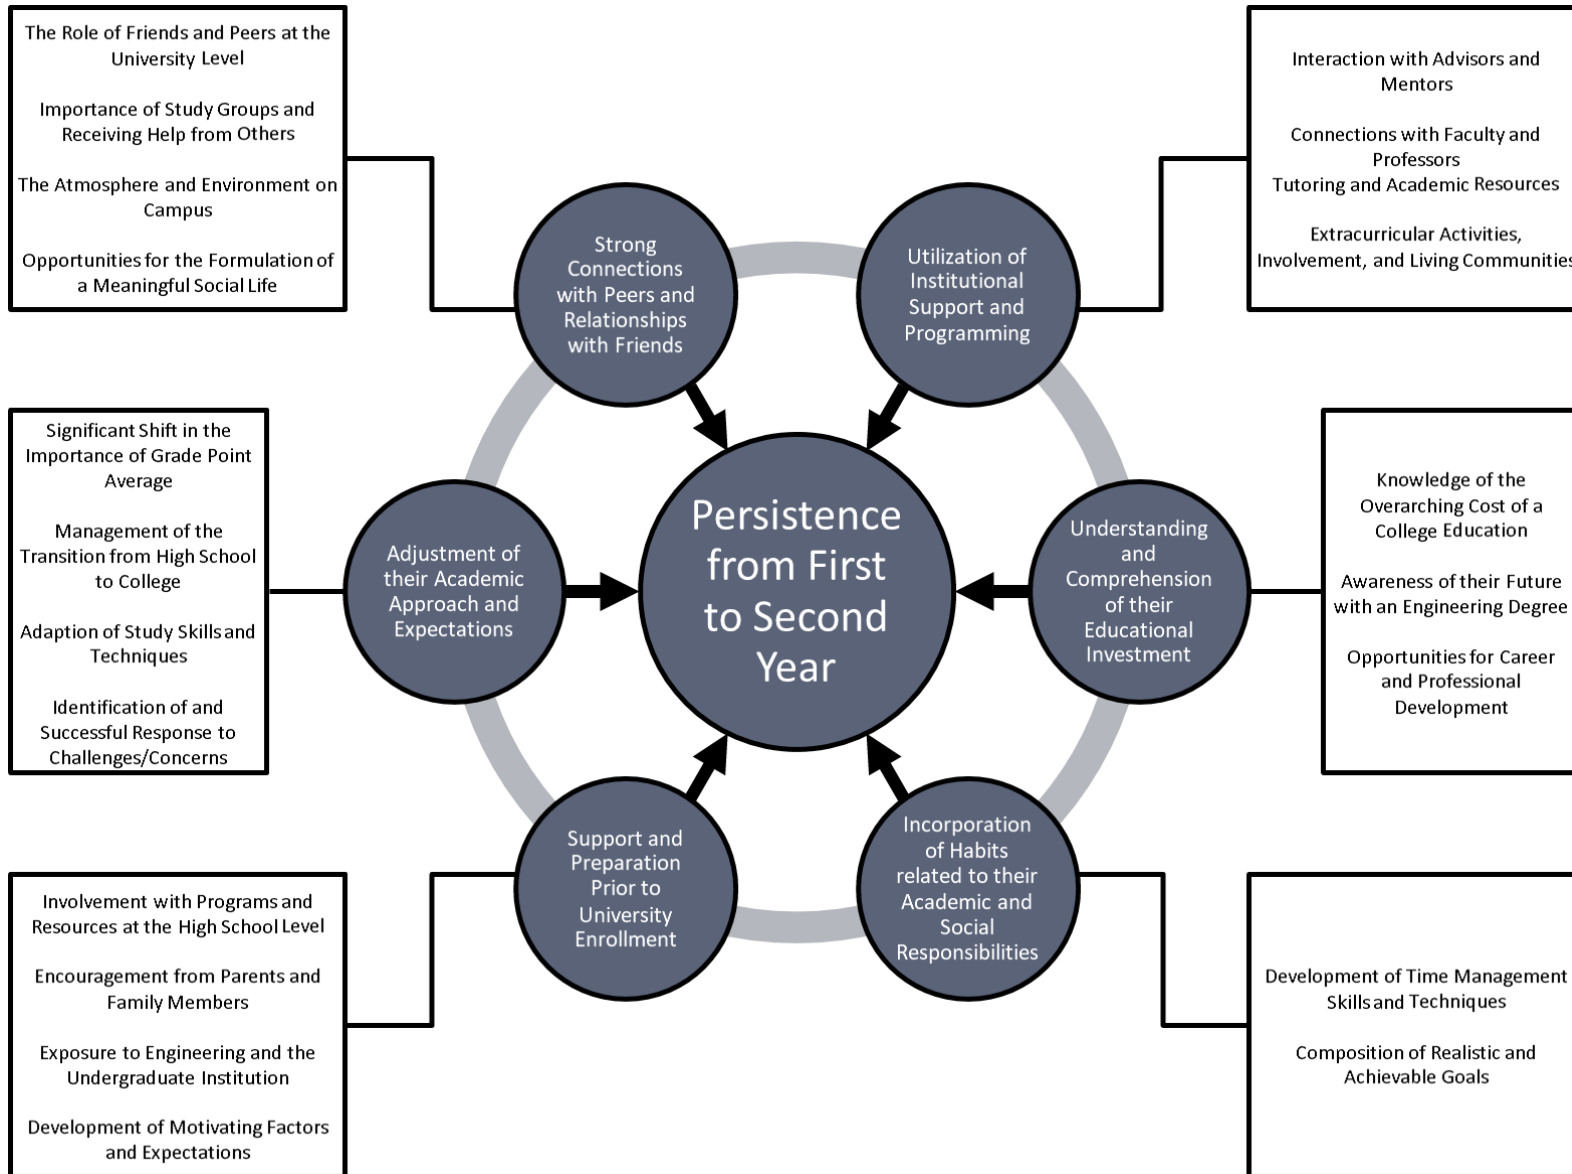 The Role of Friends and Peers at the
University Level
Importance of Study Groups and
Receiving Help from Others
The Atmosphere and Environment on
Campus
Opportunities for the Formulation of
a Meaningful Social Life
Interaction with Advisors and
Mentors
Connections with Faculty and
Professors
Tutoring and Academic Resources
Extracurricular Activities,
Involvement, and Living Communities
Strong
Connections
with Peers and
Relationships
with Friends
Utilization of
Institutional
Support and
Programming
Significant Shift in the
Importance of Grade Point
Average
Management of the
Transition from High School
to College
Adaption of Study Skills and
Techniques
Identification of and
Successful Response to
Challenges/Concerns
Adjustment of
their Academic
Approach and
Expectations
Persistence
from First
to Second
Year
Understanding
and
Comprehension
of their
Educational
Investment
Knowledge of the
Overarching Cost of a
College Education
Awareness of their Future
with an Engineering Degree
Opportunities for Career
and Professional
Development
Support and
Preparation
Prior to
University
Enrollment
Incorporation
of Habits
related to their
Academic and
Social
Responsibilities
Involvement with Programs and
Resources at the High School Level
Encouragement from Parents and
Family Members
Exposure to Engineering and the
Undergraduate Institution
Development of Motivating Factors
and Expectations
Development of Time Management
Skills and Techniques
Composition of Realistic and
Achievable Goals